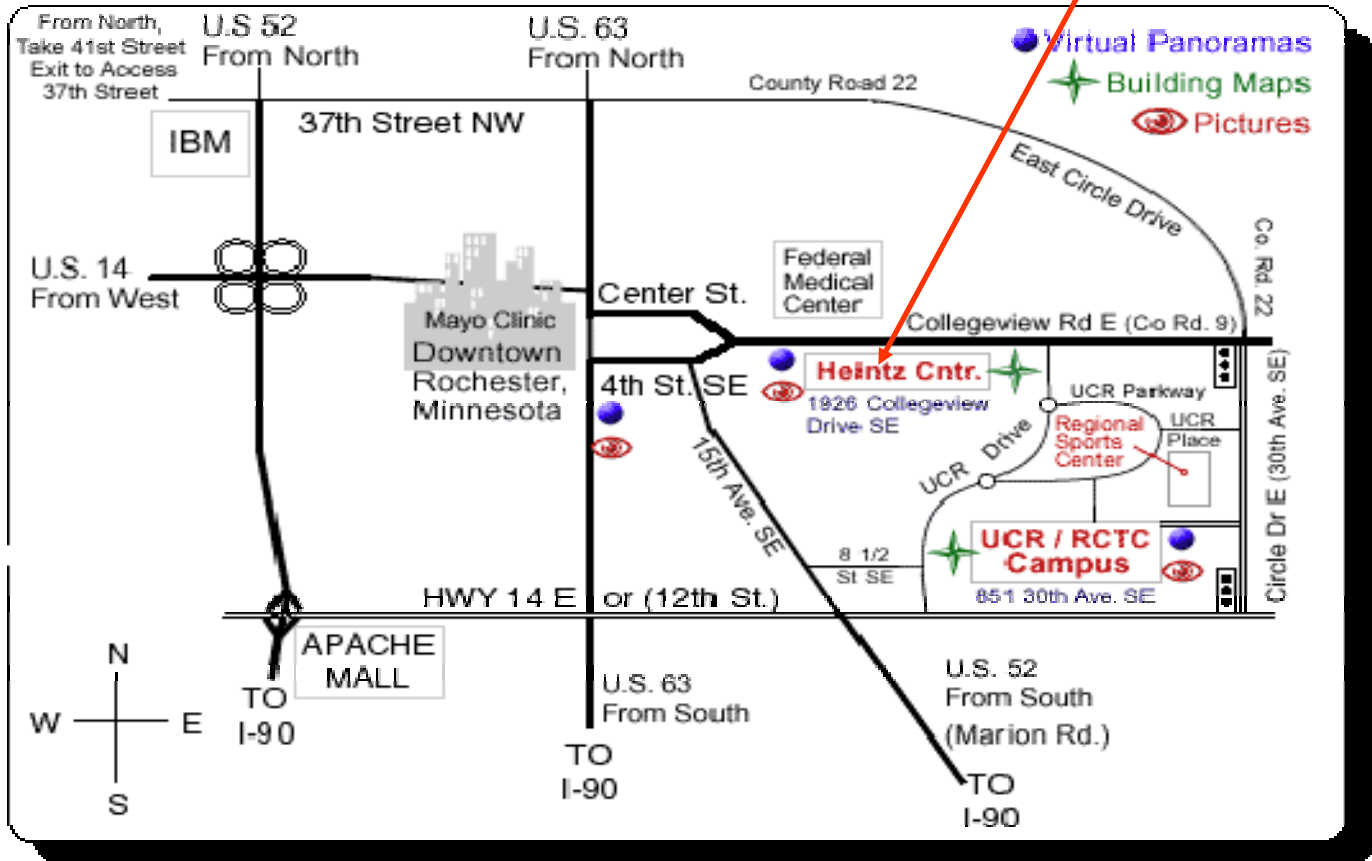 From North,
Take 41st Street
Exit to Access
37th Street
U.S 52
From North
U.S. 63
From North
Virtual Panoramas
Building Maps
Pictures
County Road 22
IBM
37th Street NW
East Circle Drive
Co. Rd. 22
U.S. 14
From West
Federal
Medical
Center
Center St.
Collegeview Rd E (Co Rd. 9)
Mayo Clinic
Downtown
Rochester,
Minnesota
4th St. SE
Heintz Cntr.
1926 Collegeview
Drive SE
UCR Parkway
Regional
Sports
Center
UCR
Place
UCR Drive
15th Ave. SE
Circle Dr E (30th Ave. SE)
8 1/2
St SE
UCR / RCTC
Campus
851 30th Ave. SE
HWY 14 E or (12th St.)
APACHE
MALL
TO
I-90
U.S. 63
From South
TO
I-90
U.S. 52
From South
(Marion Rd.)
TO
I-90
N
W E
S